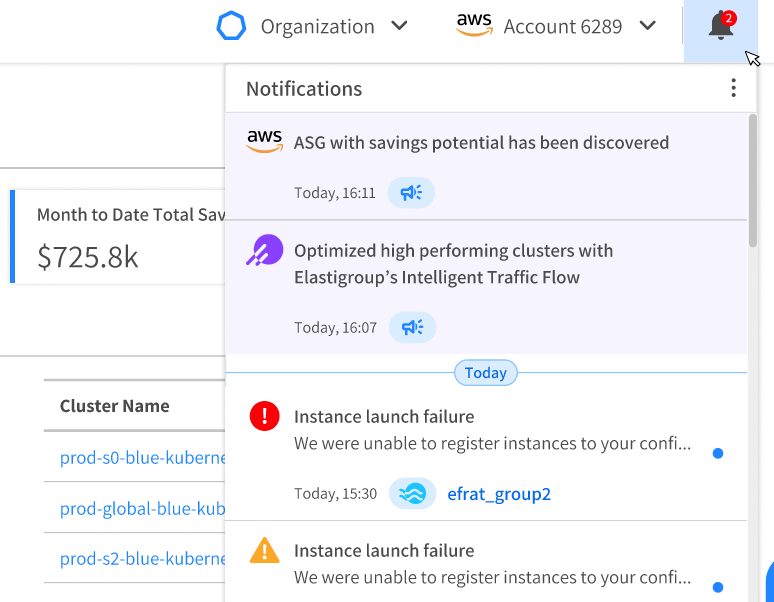 Organization
aws
Account 6289
2
Notifications
aws
ASG with savings potential has been discovered
Today, 16:11
Month to Date Total Sav
$725.8k
Optimized high performing clusters with
Elastigroup’s Intelligent Traffic Flow
Today, 16:07
Today
Cluster Name
prod-s0-blue-kuberne
prod-global-blue-kub
prod-s2-blue-kuberne
Instance launch failure
We were unable to register instances to your confi...
Today, 15:30
efrat_group2
Instance launch failure
We were unable to register instances to your confi...